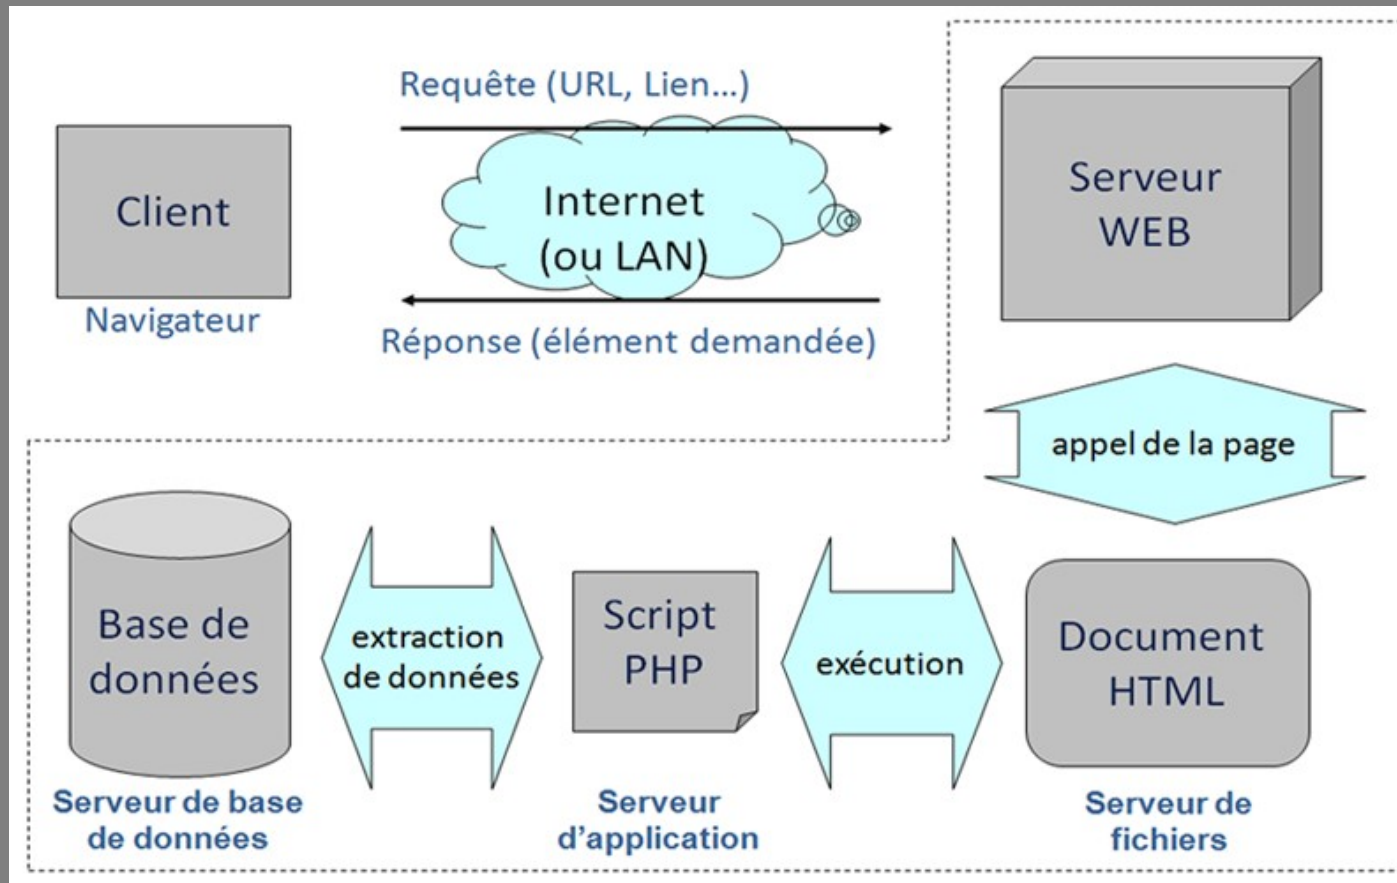 Requête (URL, Lien...)
Client
Navigateur
Internet
(ou LAN)
Réponse (élément demandée)
Serveur
WEB
appel de la page
Base de
données
extraction
de données
Script
PHP
exécution
Document
HTML
Serveur de base
de données
Serveur
d'application
Serveur de
fichiers